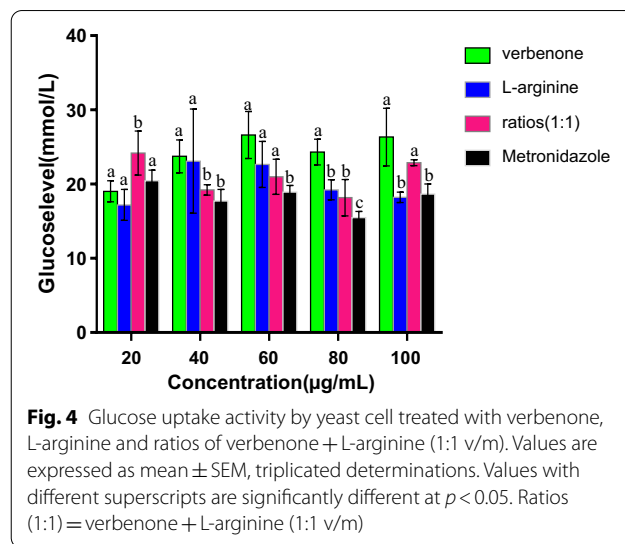 40
30
20
10
0
Glucoselevel(mmol/L)
a a b a
a a b b
a a a b
a b b c
a b a b
20 40 60 80 100
Concentration(µg/mL)
verbenone
L-arginine
ratios(1:1)
Metronidazole
Fig. 4 Glucose uptake activity by yeast cell treated with verbenone,
L-arginine and ratios of verbenone + L-arginine (1:1 v/m). Values are
expressed as mean ± SEM, triplicated determinations. Values with
different superscripts are significantly different at p < 0.05. Ratios
(1:1) = verbenone + L-arginine (1:1 v/m)